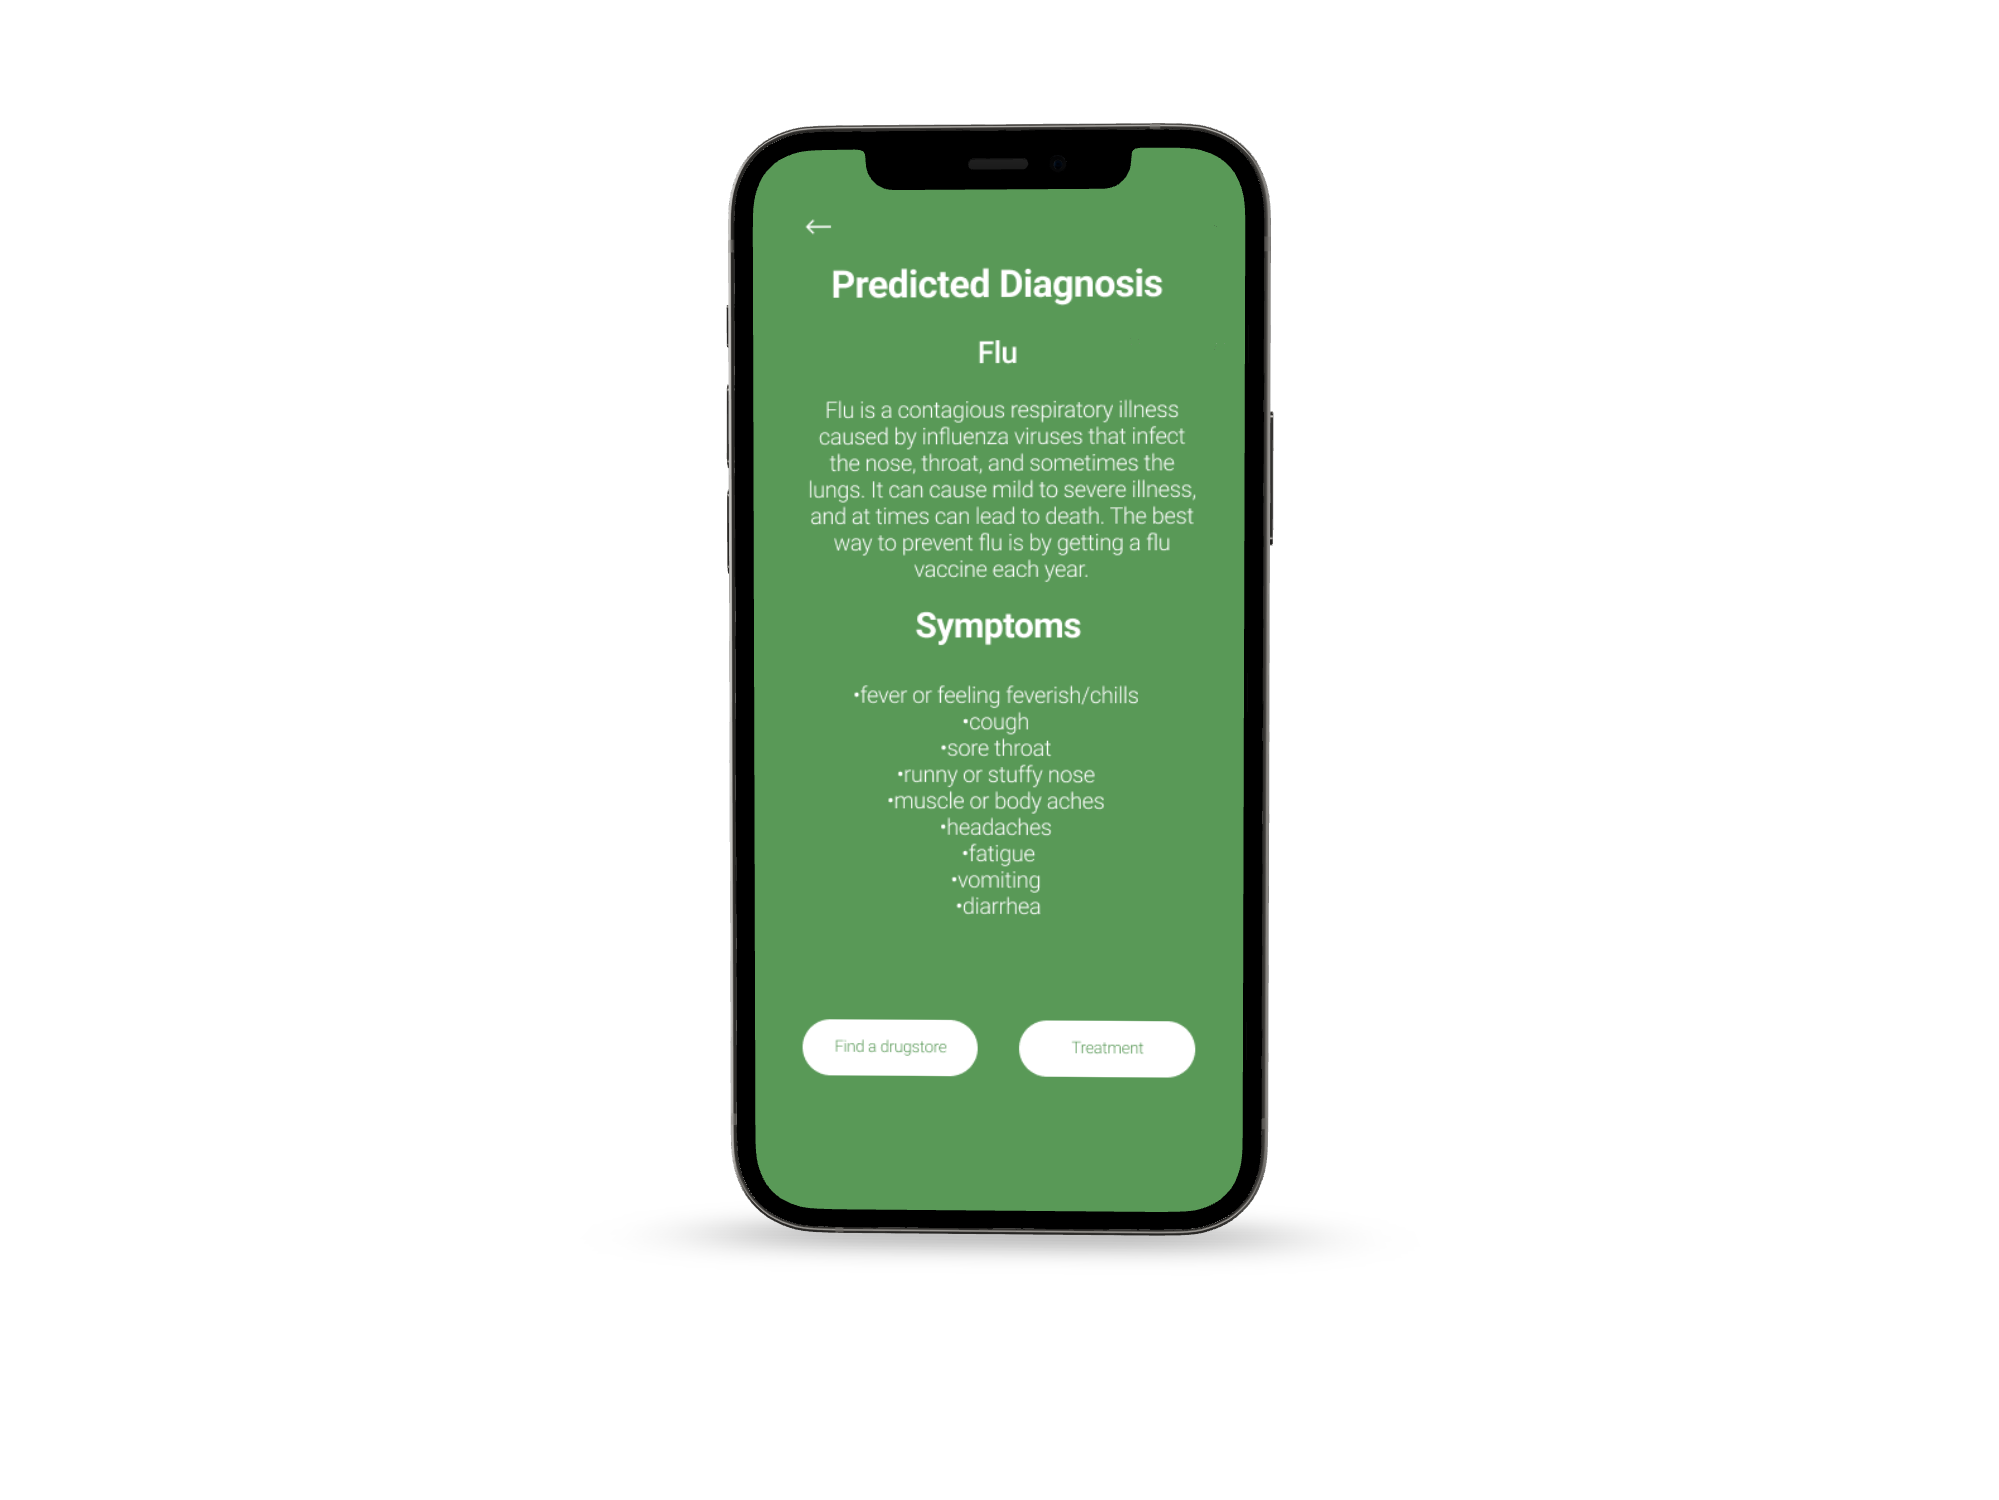 Predicted Diagnosis
Flu
Flu is a contagious respiratory illness
caused by influenza viruses that infect
the nose, throat, and sometimes the
lungs. It can cause mild to severe illness,
and at times can lead to death. The best
way to prevent flu is by getting a flu
vaccine each year.
Symptoms
•fever or feeling feverish/chills
•cough
•sore throat
•runny or stuffy nose
•muscle or body aches
•headaches
•fatigue
•vomiting
•diarrhea
Find a drugstore
Treatment